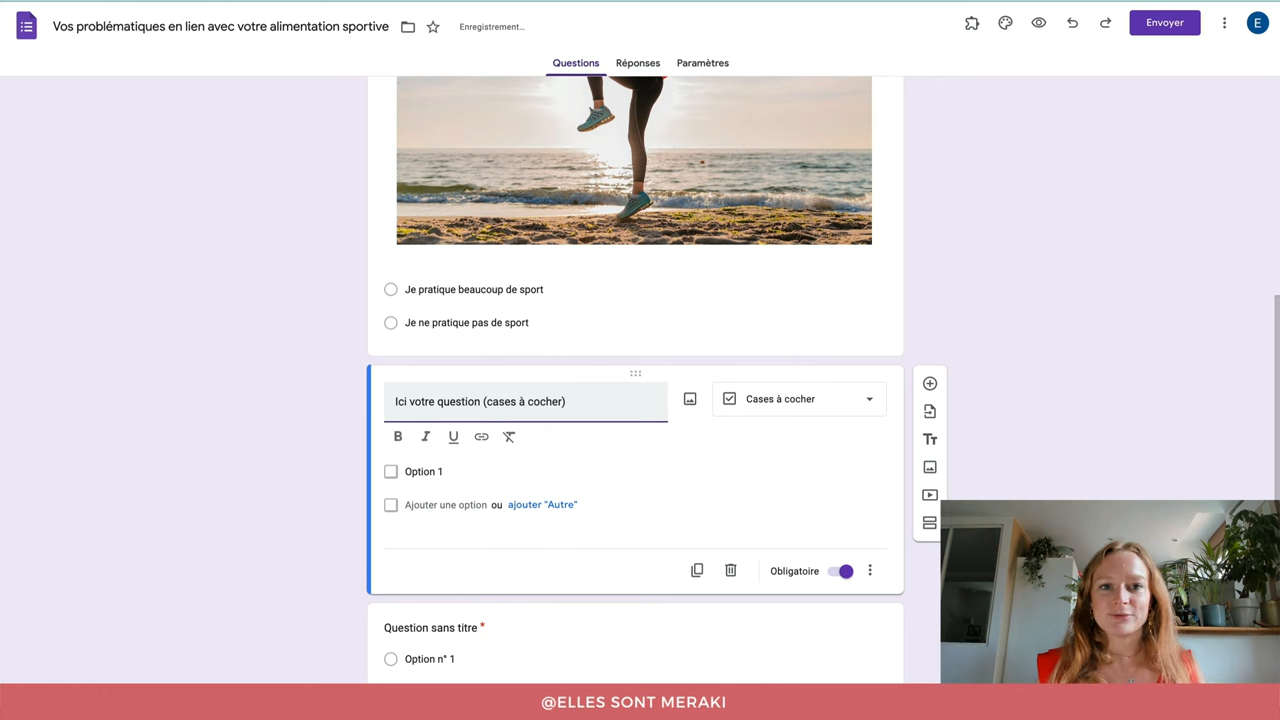 Vos problématiques en lien avec votre alimentation sportive
Enregistrement...
Envoyer
E
Questions
Réponses
Paramètres
Je pratique beaucoup de sport
Je ne pratique pas de sport
Ici votre question (cases à cocher)
Cases à cocher
B I U
Option 1
Ajouter une option ou ajouter "Autre"
Obligatoire
Tт
Question sans titre *
Option n° 1
@ELLES SONT MERAKI